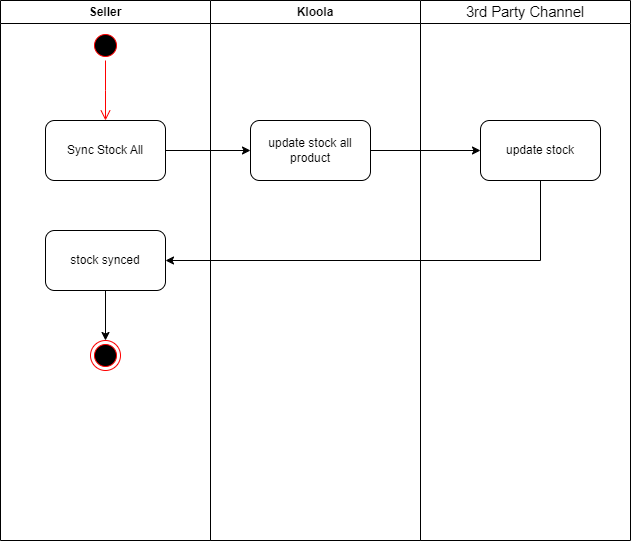 Seller
Kloola
3rd Party Channel
Sync Stock All
update stock all
product
update stock
stock synced